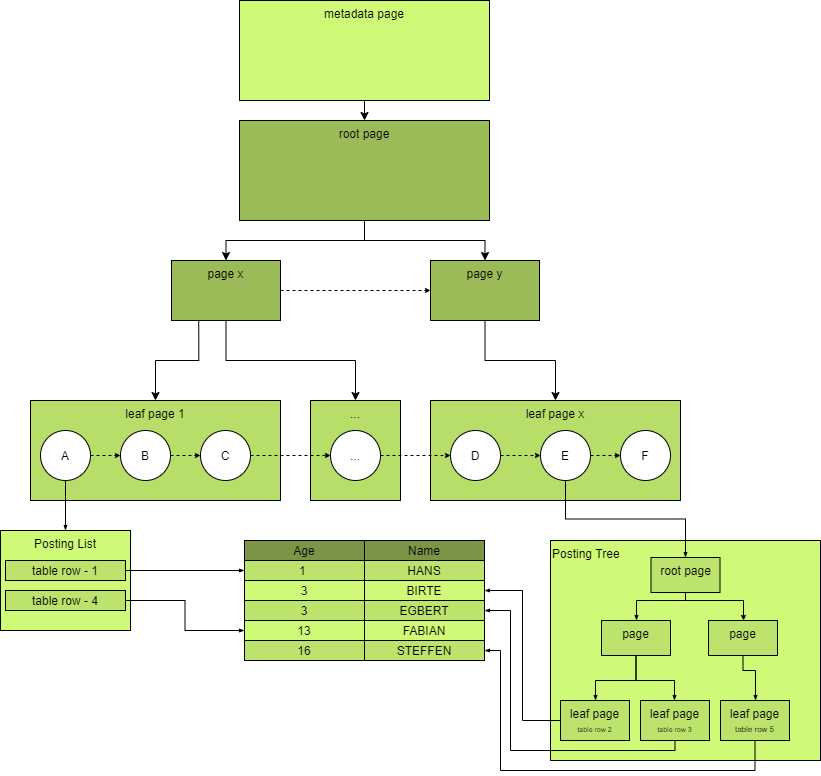 metadata page
root page
page x
page y
leaf page 1
...
leaf page x
A
B
C
...
D
E
F
Posting List
table row - 1
table row - 4
Age Name
1 HANS
3 BIRTE
3 EGBERT
13 FABIAN
16 STEFFEN
Posting Tree
root page
page
page
leaf page
table row 2
leaf page
table row 3
leaf page
table row 5